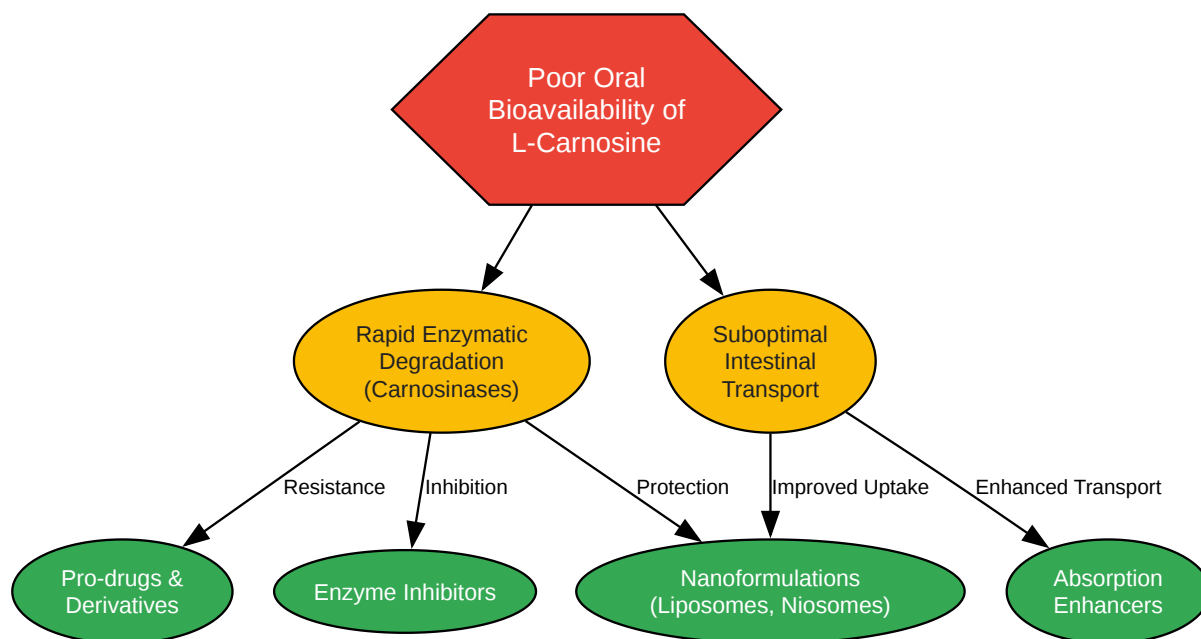 Poor Oral
Bioavailability of
L-Carnosine
Rapid Enzymatic
Degradation
(Carnosinases)
Suboptimal
Intestinal
Transport
Resistance
Inhibition
Protection
Improved Uptake
Enhanced Transport
Pro-drugs &
Derivatives
Enzyme Inhibitors
Nanoformulations
(Liposomes, Niosomes)
Absorption
Enhancers